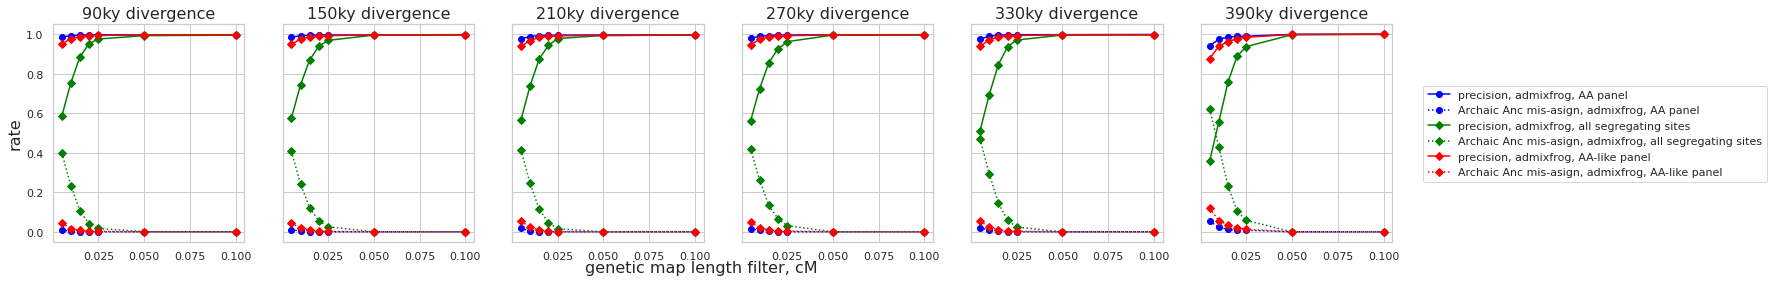 90ky divergence
150ky divergence
210ky divergence
270ky divergence
330ky divergence
390ky divergence
rate
1.0
0.8
0.6
0.4
0.2
0.0
0.025 0.050 0.075 0.100
0.025 0.050 0.075 0.100
0.025 0.050 0.075 0.100
0.025 0.050 0.075 0.100
0.025 0.050 0.075 0.100
0.025 0.050 0.075 0.100
genetic map length filter, cM
precision, admixfrog, AA panel
Archaic Anc mis-asign, admixfrog, AA panel
precision, admixfrog, all segregating sites
Archaic Anc mis-asign, admixfrog, all segregating sites
precision, admixfrog, AA-like panel
Archaic Anc mis-asign, admixfrog, AA-like panel